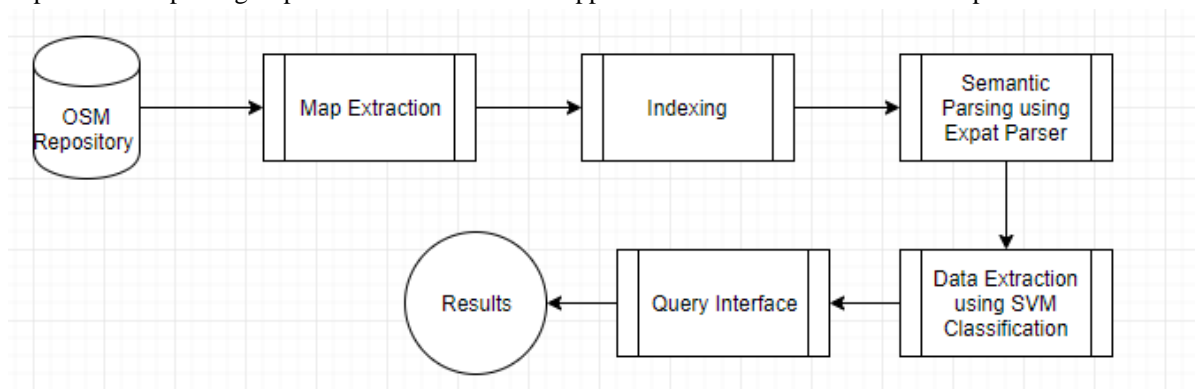 OSM
Repository
Map Extraction
Indexing
Semantic
Parsing using
Expat Parser
Data Extraction
using SVM
Classification
Query Interface
Results